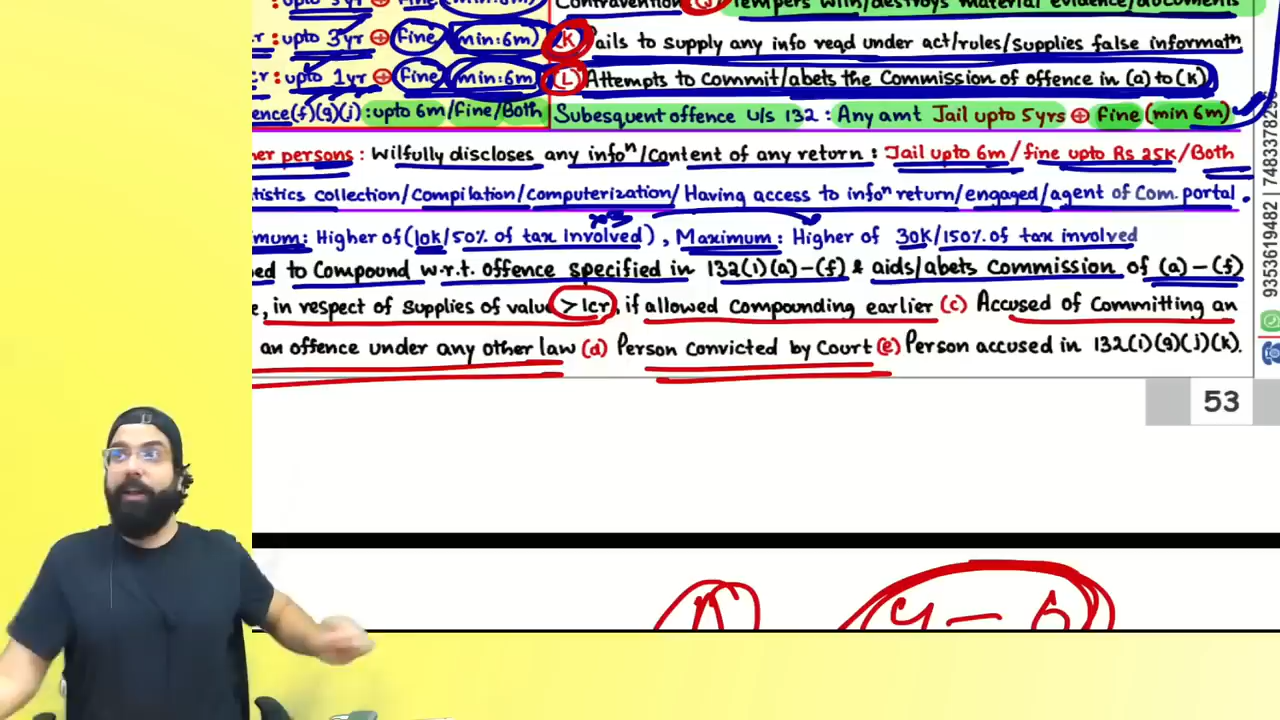 Contravention (J) Tempers with/destroys material evidence/documents
: upto 3yr ⊕ Fine (min:6m) (K) ails to supply any info reqd under act/rules/supplies false informatn
cr: upto 1yr ⊕ Fine (min:6m) (L) Attempts to Commit/abets the Commission of offence in (a) to (k)
ence(f)(g)(j): upto 6m/Fine/Both Subesquent offence U/s 132 : Any amt Jail upto 5yrs ⊕ fine (min 6m)
her persons : Wilfully discloses any infoⁿ/Content of any return : Jail upto 6m/fine upto Rs 25K/Both
tistics collection/Compilation/Computerization/Having access to infoⁿ return/engaged/agent of Com. portal.
mum: Higher of (10k/50% of tax Involved), Maximum: Higher of 30K/150% of tax involved
ed to Compound w.r.t. offence specified in 132(1)(a)-(f) & aids/abets Commission of (a)-(f)
e, in respect of Supplies of value >1cr, if allowed Compounding earlier (c) Accused of Committing an
an offence under any other law (d) Person Convicted by Court (e) Person accused in 132(1)(g)(J)(k).
53
4-6